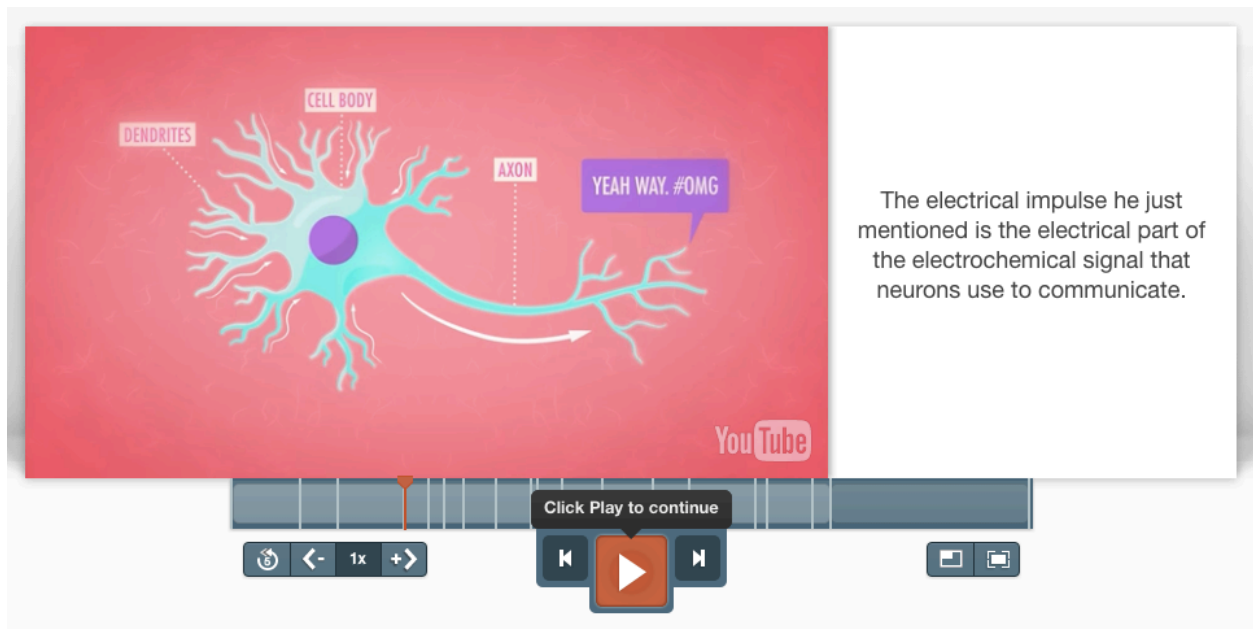 CELL BODY
DENDRITES
AXON
YEAH WAY. #OMG
YouTube
The electrical impulse he just
mentioned is the electrical part of
the electrochemical signal that
neurons use to communicate.
Click Play to continue
5
1x